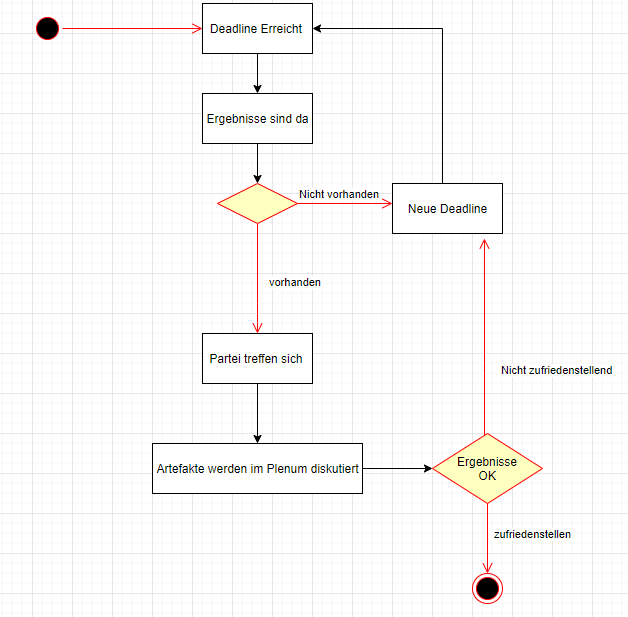 Deadline Erreicht
Ergebnisse sind da
Nicht vorhanden
Neue Deadline
vorhanden
Partei treffen sich
Nicht zufriedenstellend
Artefakte werden im Plenum diskutiert
Ergebnisse
OK
zufriedenstellen